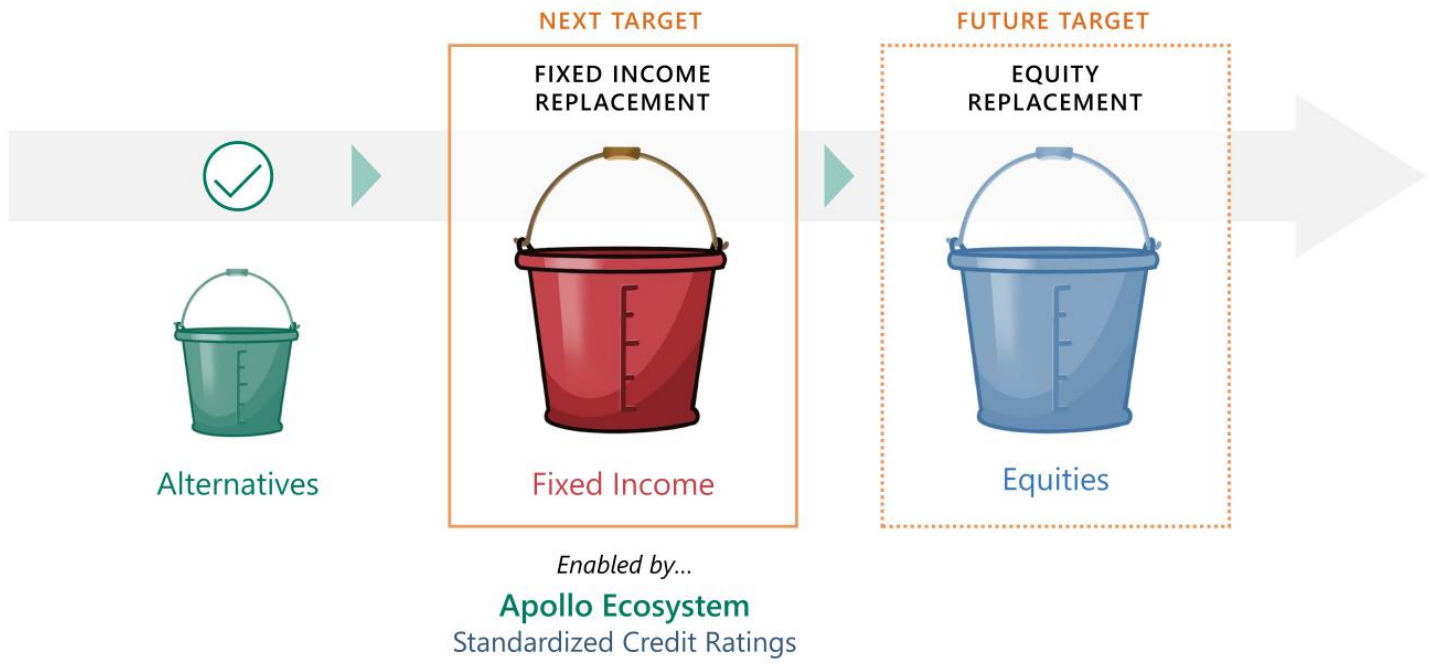 NEXT TARGET
FIXED INCOME
REPLACEMENT
Alternatives
Fixed Income
Enabled by...
Apollo Ecosystem
Standardized Credit Ratings
FUTURE TARGET
EQUITY
REPLACEMENT
Equities